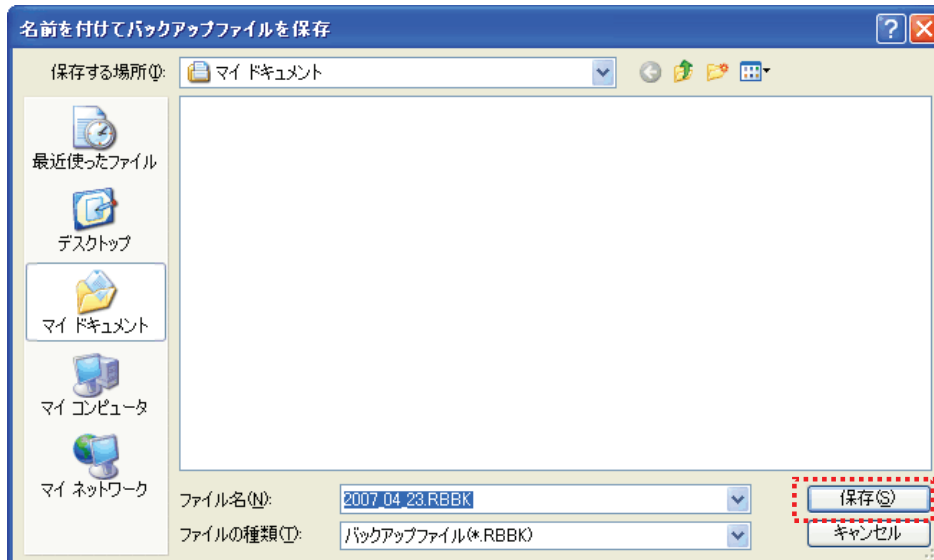 名前を付けてバックアップファイルを保存
保存する場所(I):
マイ ドキュメント
最近使ったファイル
デスクトップ
マイ ドキュメント
マイ コンピュータ
マイ ネットワーク
ファイル名(N):
2007_04_23.RBBK
保存(S)
ファイルの種類(T):
バックアップファイル(*.RBBK)
キャンセル